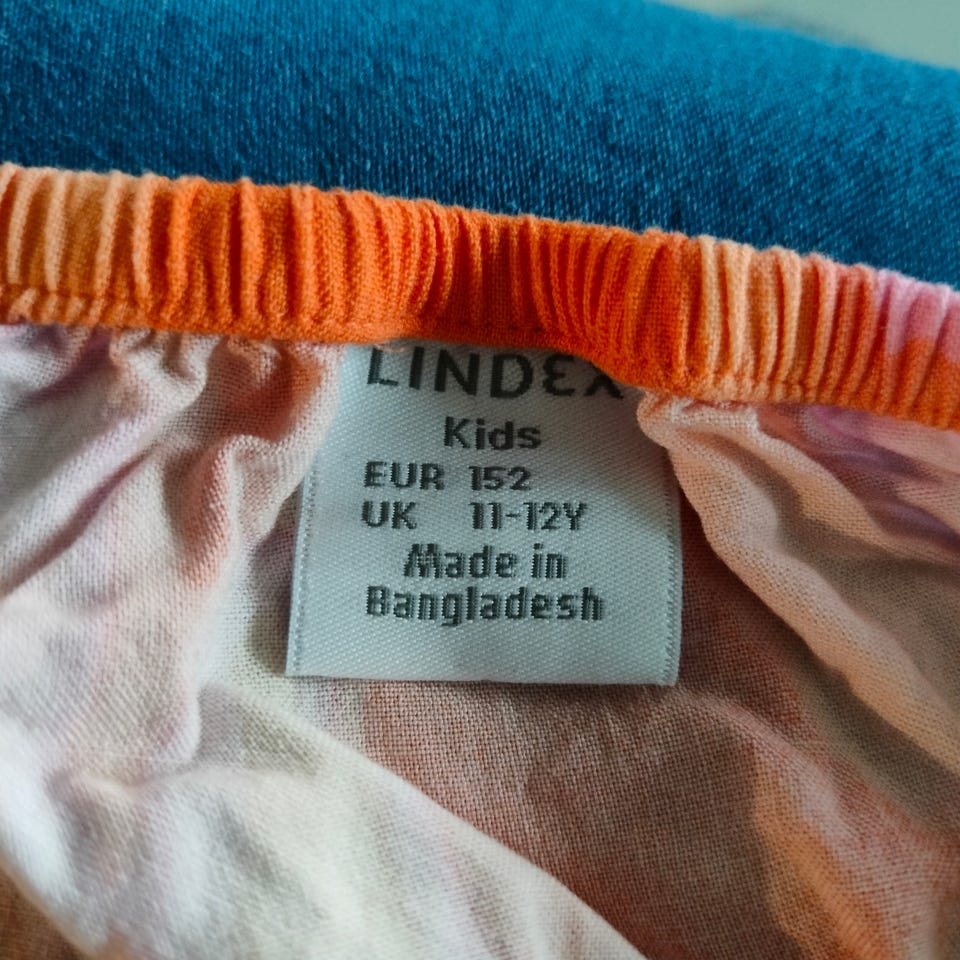 LINDEX
Kids
EUR 152
UK 11-12Y
Made in
Bangladesh